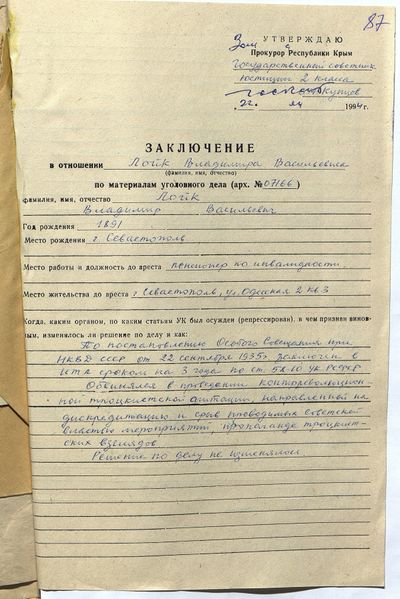 87
УТВЕРЖДАЮ
Зам
Прокурор Республики Крым
Государственный советник
юстиции 2 класса
Купцов
„22" 1994 г.
ЗАКЛЮЧЕНИЕ
в отношении Лойк Владимира Васильевича
(фамилия, имя, отчество)
по материалам уголовного дела (арх. № 07166)
фамилия, имя, отчество Лойк
Владимир Васильевич
Год рождения 1891
Место рождения г. Севастополь
Место работы и должность до ареста пенсионер по инвалидности.
Место жительства до ареста г. Севастополь, ул. Одесская 2 кв. 3
Когда, каким органом, по каким статьям УК был осужден (репрессирован), в чем признан винов-
ным, изменялось ли решение по делу и как:
По постановлению Особого Совещания при
НКВД СССР от 22 сентября 1935г. заключен в
ИТЛ сроком на 3 года по ст. 58-10 УК РСФСР
Обвинялся в проведении контрреволюцион-
ной троцкистской агитации, направленной на
дискредитацию и срыв проводимых Советской
властью мероприятий, пропаганде троцкист-
ских взглядов.
Решение по делу не изменялось